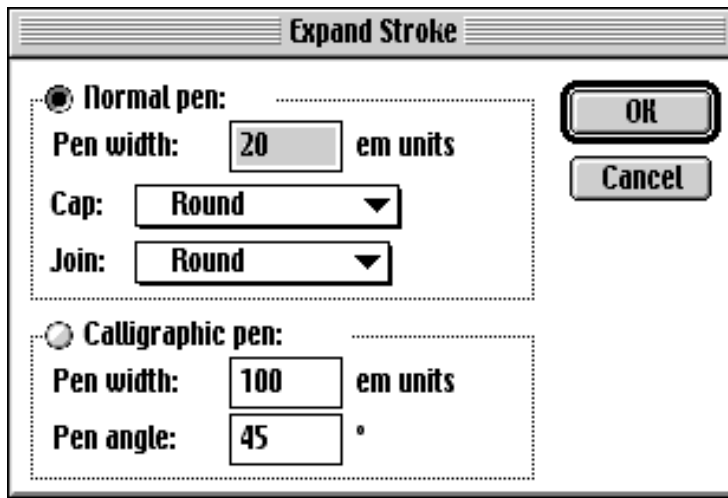 Expand Stroke
Normal pen:
Pen width: 20 em units
Cap: Round
Join: Round
OK
Cancel
Calligraphic pen:
Pen width: 100 em units
Pen angle: 45 °